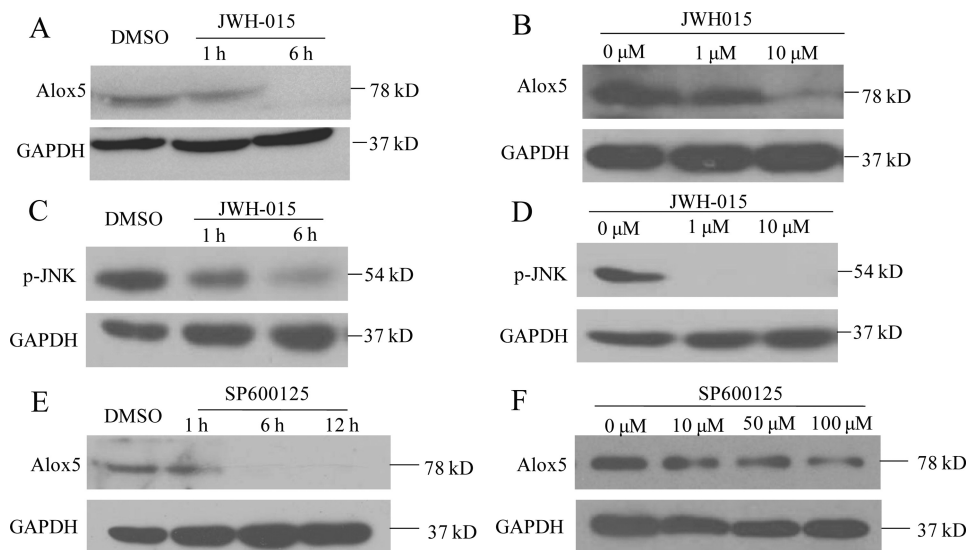 A
JWH-015
DMSO
1 h 6 h
Alox5
78 kD
GAPDH
37 kD
B
JWH015
0 μM 1 μM 10 μM
Alox5
78 kD
GAPDH
37 kD
C
JWH-015
DMSO
1 h 6 h
p-JNK
54 kD
GAPDH
37 kD
D
JWH-015
0 μM 1 μM 10 μM
p-JNK
54 kD
GAPDH
37 kD
E
SP600125
DMSO
1 h 6 h 12 h
Alox5
78 kD
GAPDH
37 kD
F
SP600125
0 μM 10 μM 50 μM 100 μM
Alox5
78 kD
GAPDH
37 kD